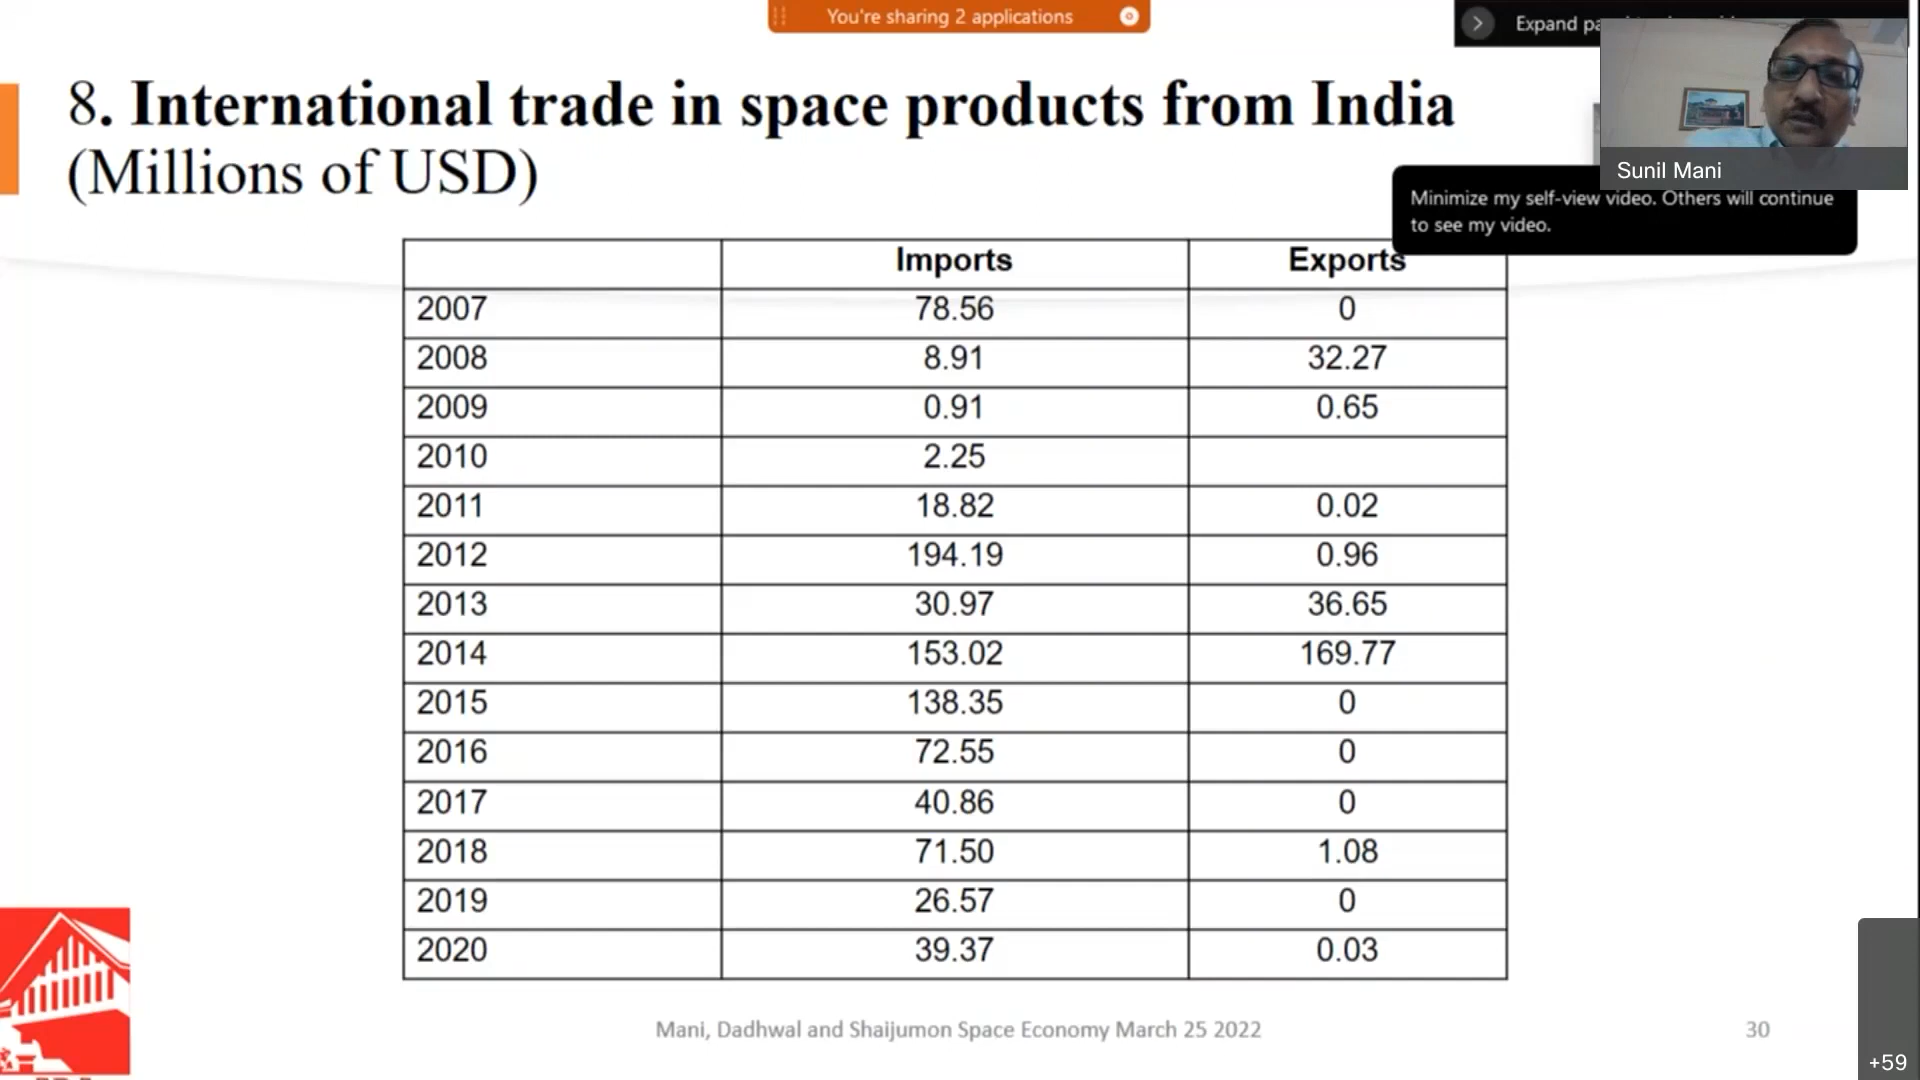 You're sharing 2 applications
Expand pa
8. International trade in space products from India
(Millions of USD)
Sunil Mani
Minimize my self-view video. Others will continue
to see my video.
Imports Exports
2007 78.56 0
2008 8.91 32.27
2009 0.91 0.65
2010 2.25
2011 18.82 0.02
2012 194.19 0.96
2013 30.97 36.65
2014 153.02 169.77
2015 138.35 0
2016 72.55 0
2017 40.86 0
2018 71.50 1.08
2019 26.57 0
2020 39.37 0.03
Mani, Dadhwal and Shaijumon Space Economy March 25 2022
30
+59